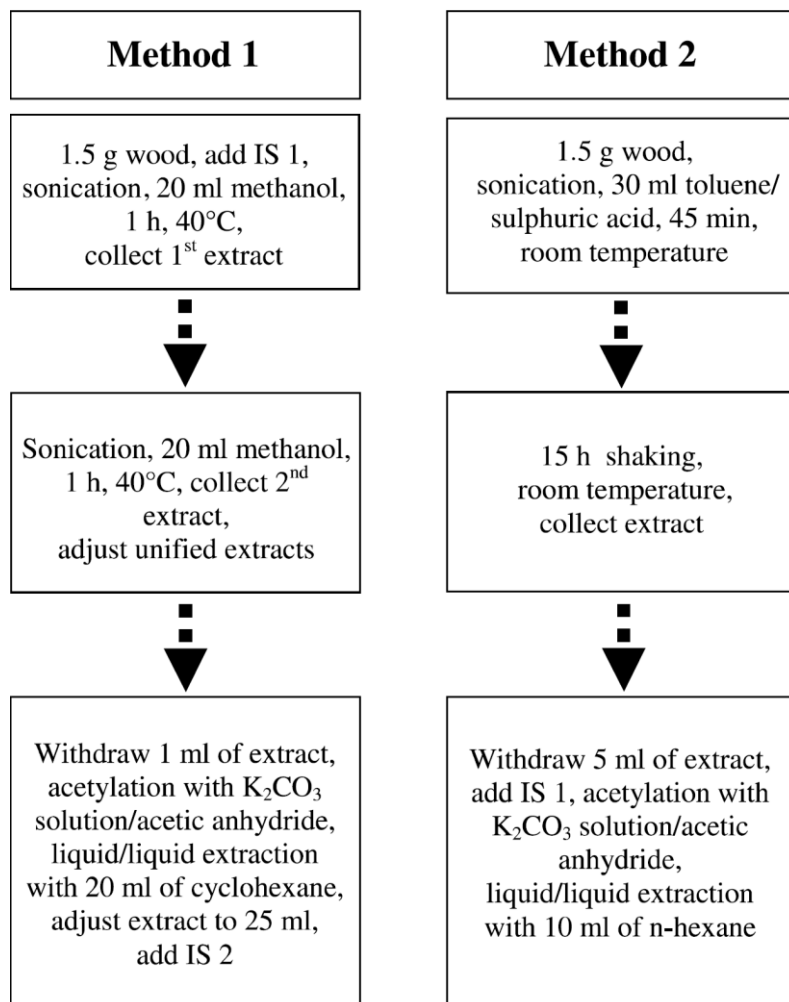 Method 1
1.5 g wood, add IS 1,
sonication, 20 ml methanol,
1 h, 40°C,
collect 1st extract
Sonication, 20 ml methanol,
1 h, 40°C, collect 2nd
extract,
adjust unified extracts
Withdraw 1 ml of extract,
acetylation with K₂CO₃
solution/acetic anhydride,
liquid/liquid extraction
with 20 ml of cyclohexane,
adjust extract to 25 ml,
add IS 2
Method 2
1.5 g wood,
sonication, 30 ml toluene/
sulphuric acid, 45 min,
room temperature
15 h shaking,
room temperature,
collect extract
Withdraw 5 ml of extract,
add IS 1, acetylation with
K₂CO₃ solution/acetic
anhydride,
liquid/liquid extraction
with 10 ml of n-hexane